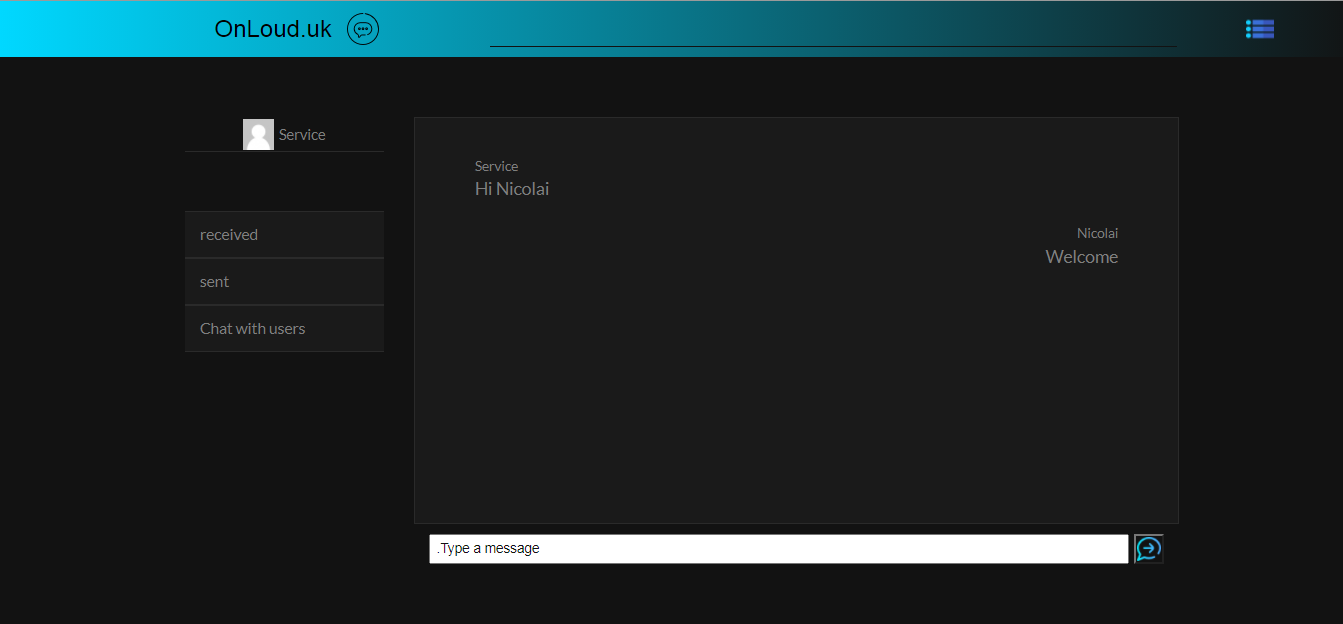 OnLoud.uk
Service
received
sent
Chat with users
Service
Hi Nicolai
Nicolai
Welcome
.Type a message